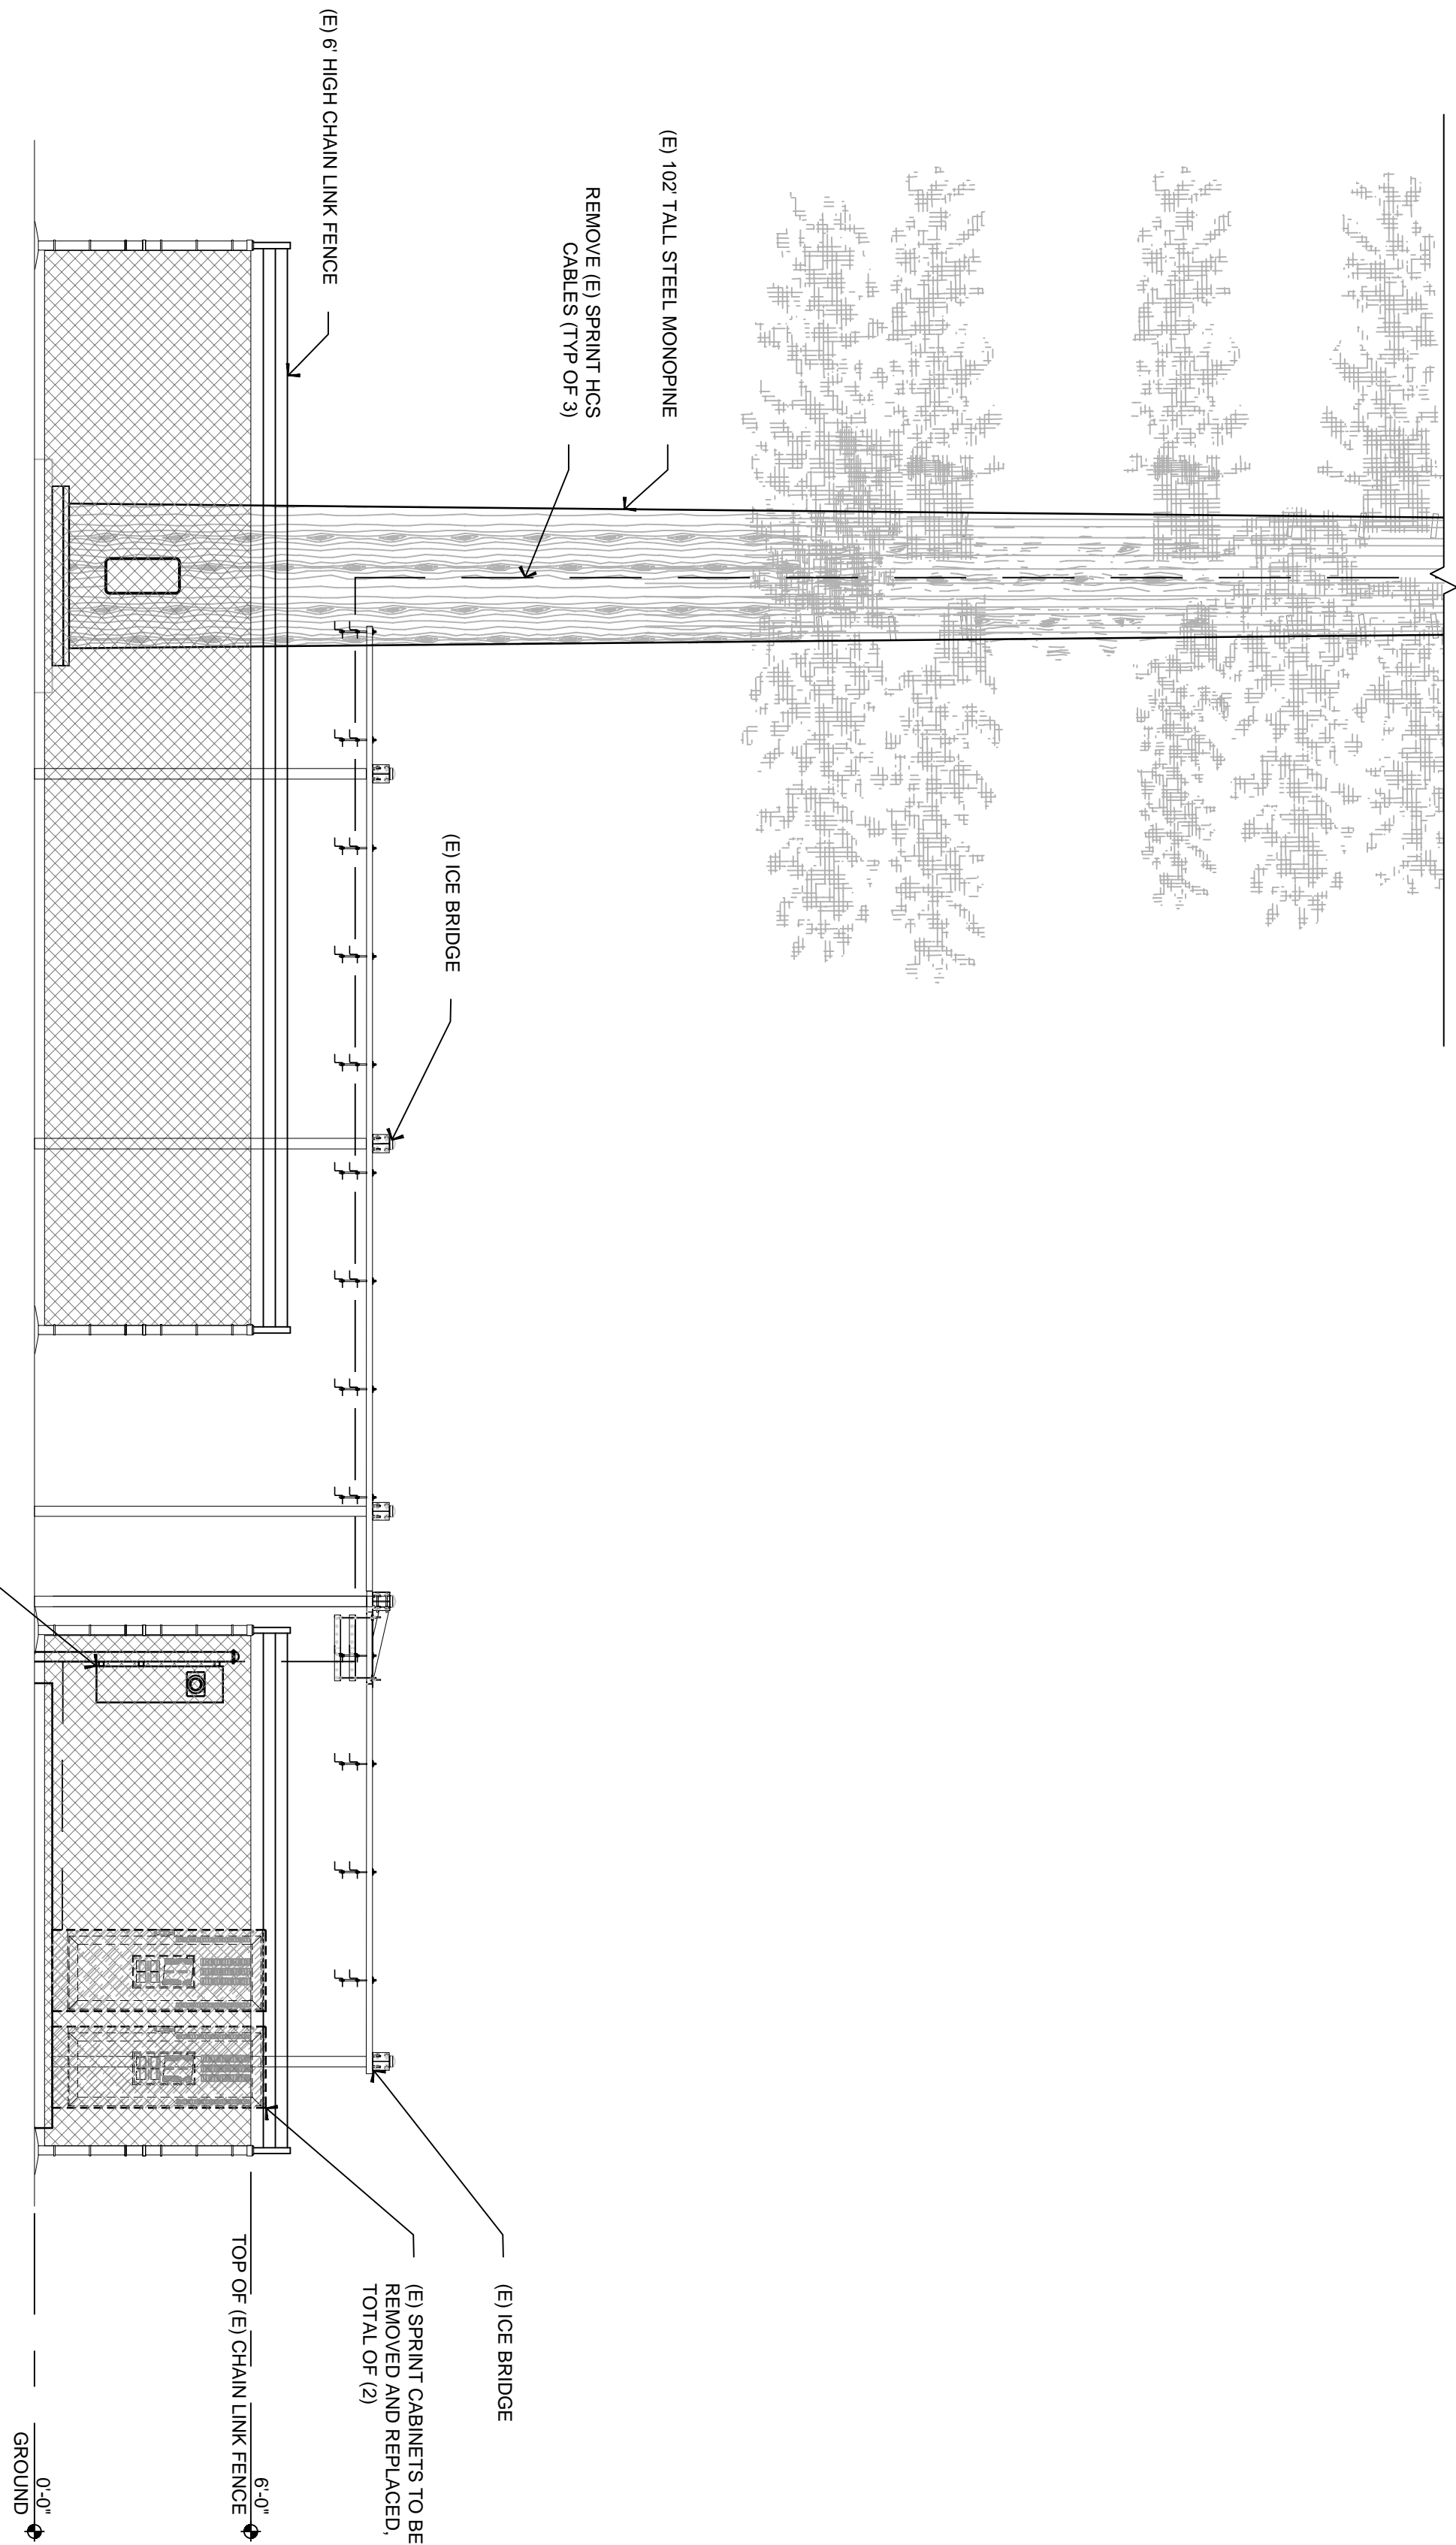 (E) 102' TALL STEEL MONOPINE
REMOVE (E) SPRINT HCS
CABLES (TYP OF 3)
(E) ICE BRIDGE
(E) 6' HIGH CHAIN LINK FENCE
(E) ICE BRIDGE
(E) SPRINT CABINETS TO BE
REMOVED AND REPLACED,
TOTAL OF (2)
6'-0"
TOP OF (E) CHAIN LINK FENCE
0'-0"
GROUND